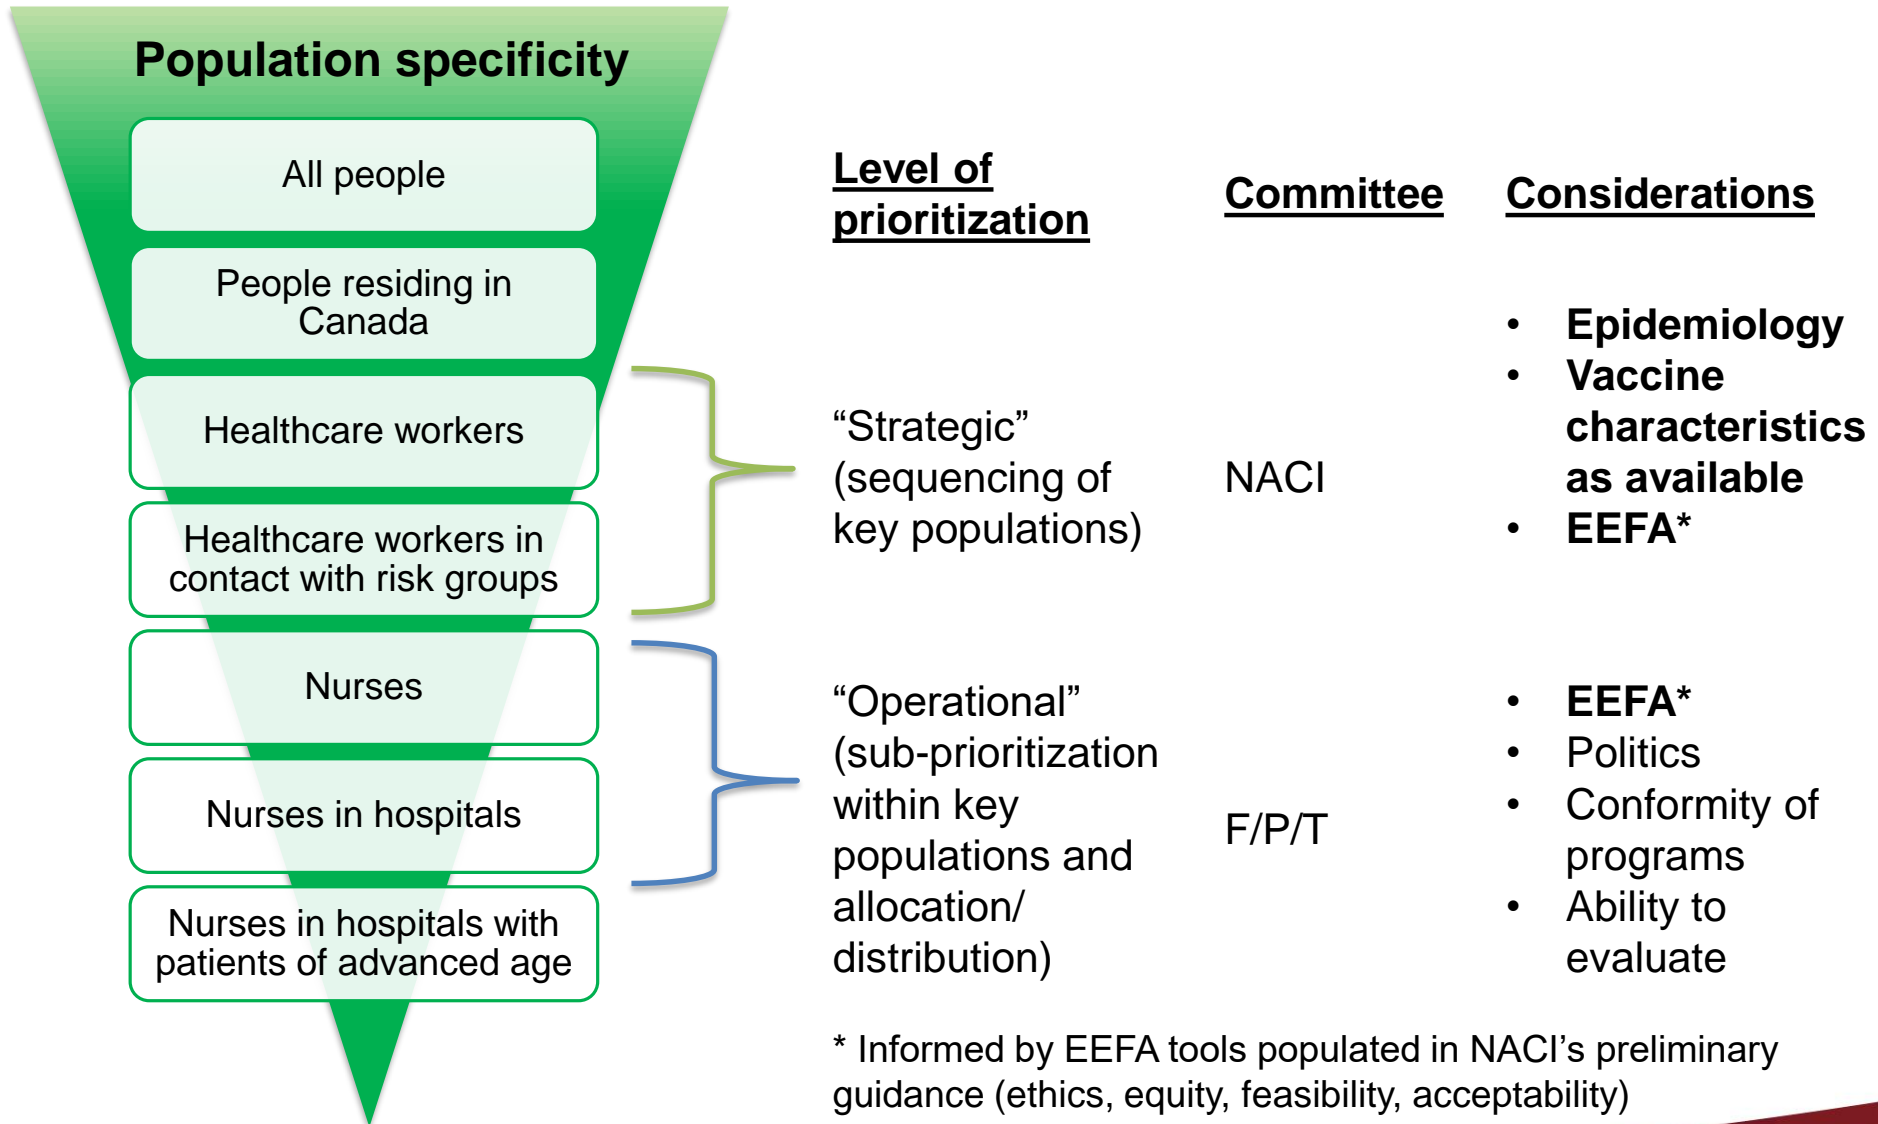 Population specificity
All people
People residing in
Canada
Healthcare workers
Healthcare workers in
contact with risk groups
Nurses
Nurses in hospitals
Nurses in hospitals with
patients of advanced age
Level of
prioritization
Committee
Considerations
“Strategic”
(sequencing of
key populations)
NACI
• Epidemiology
• Vaccine
characteristics
as available
• EEFA*
“Operational”
(sub-prioritization
within key
populations and
allocation/
distribution)
F/P/T
• EEFA*
• Politics
• Conformity of
programs
• Ability to
evaluate
* Informed by EEFA tools populated in NACI’s preliminary
guidance (ethics, equity, feasibility, acceptability)